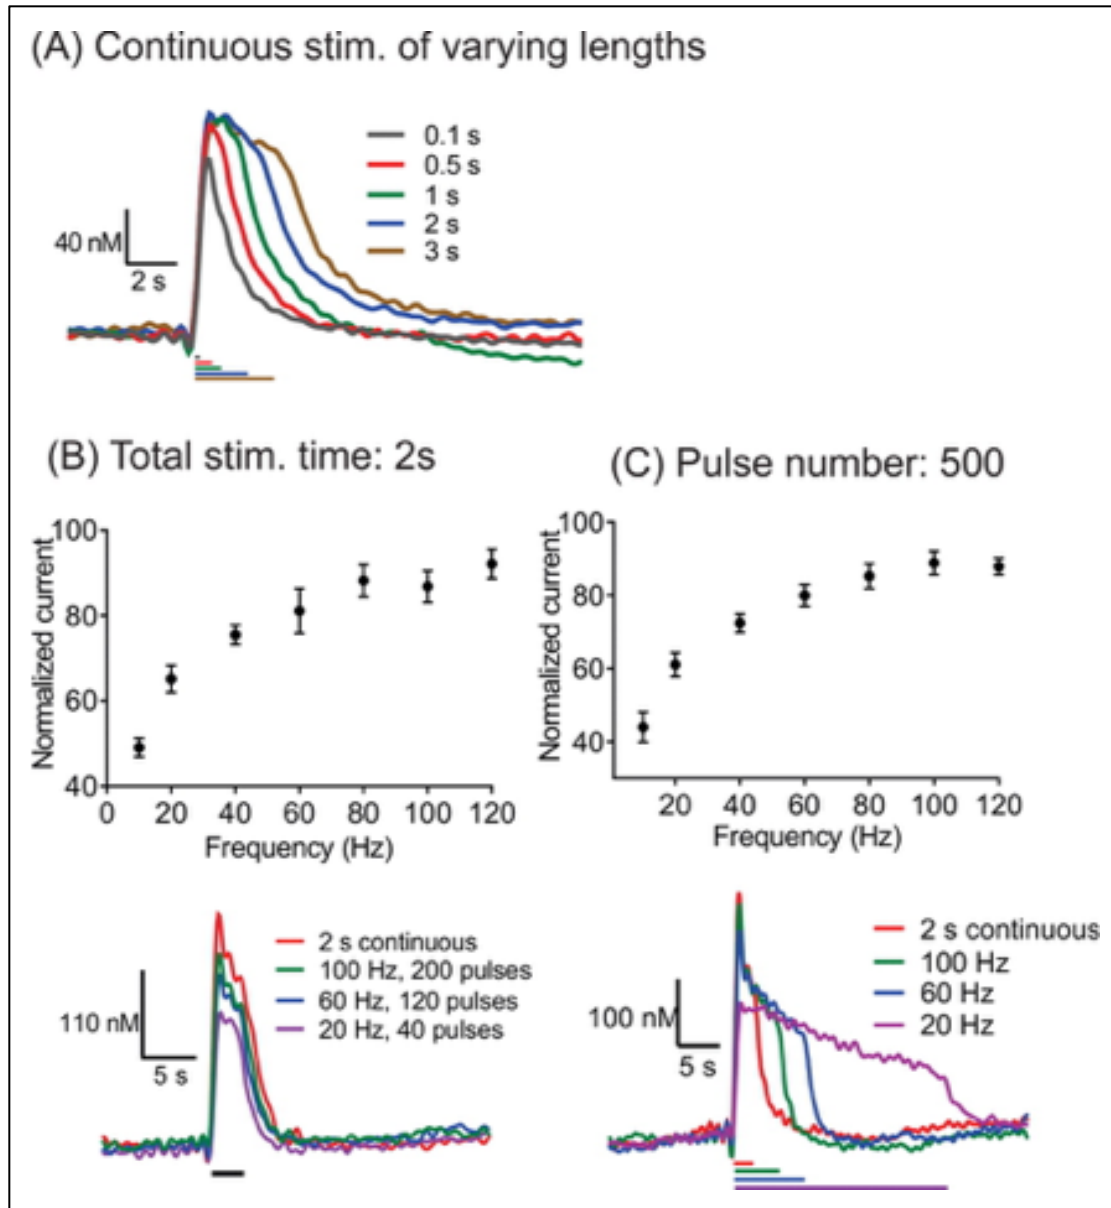 (A) Continuous stim. of varying lengths
0.1 s
0.5 s
1 s
2 s
3 s
40 nM
2 s
(B) Total stim. time: 2s
Normalized current
100
80
60
40
0 20 40 60 80 100 120
Frequency (Hz)
2 s continuous
100 Hz, 200 pulses
60 Hz, 120 pulses
20 Hz, 40 pulses
110 nM
5 s
(C) Pulse number: 500
Normalized current
100
80
60
40
20 40 60 80 100 120
Frequency (Hz)
2 s continuous
100 Hz
60 Hz
20 Hz
100 nM
5 s